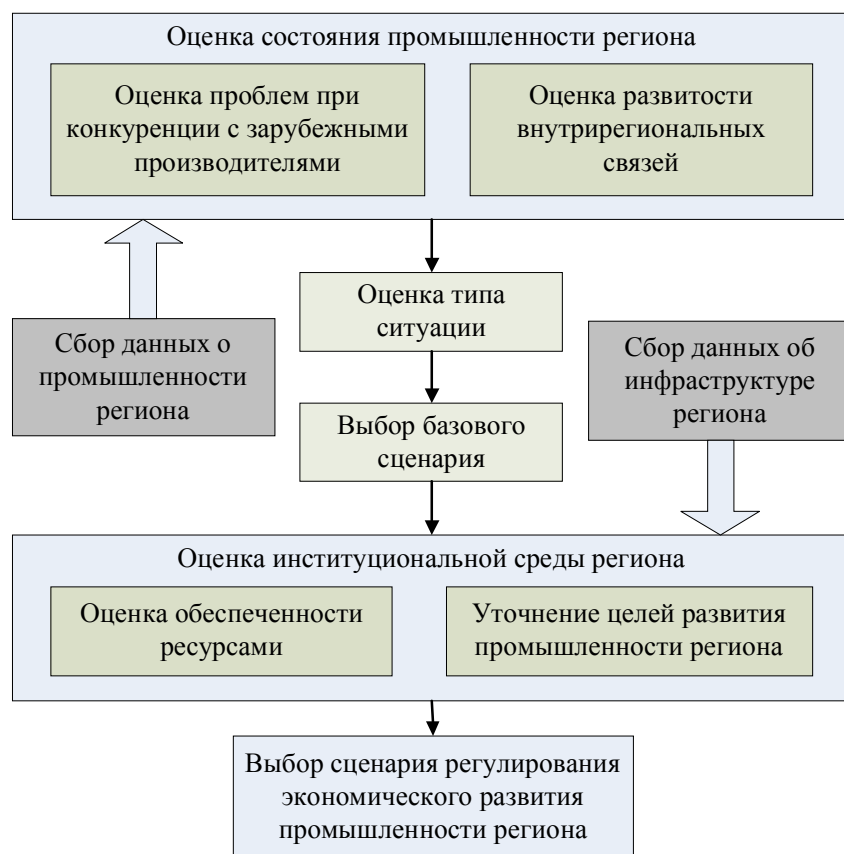 Оценка состояния промышленности региона
Оценка проблем при
конкуренции с зарубежными
производителями
Оценка развитости
внутрирегиональных
связей
Оценка типа
ситуации
Сбор данных о
промышленности
региона
Сбор данных об
инфраструктуре
региона
Выбор базового
сценария
Оценка институциональной среды региона
Оценка обеспеченности
ресурсами
Уточнение целей развития
промышленности региона
Выбор сценария регулирования
экономического развития
промышленности региона